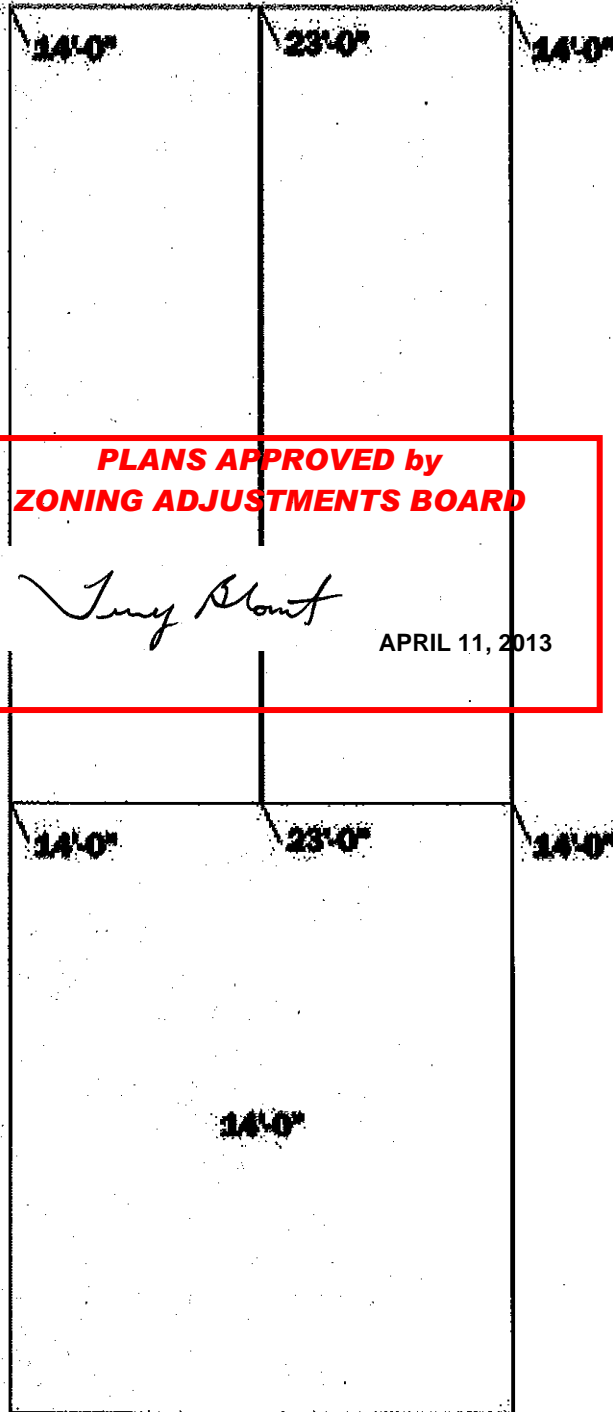 14'-0" 23'-0" 14'-0"
PLANS APPROVED by
ZONING ADJUSTMENTS BOARD
APRIL 11, 2013
14'-0" 23'-0" 14'-0"
14'-0"